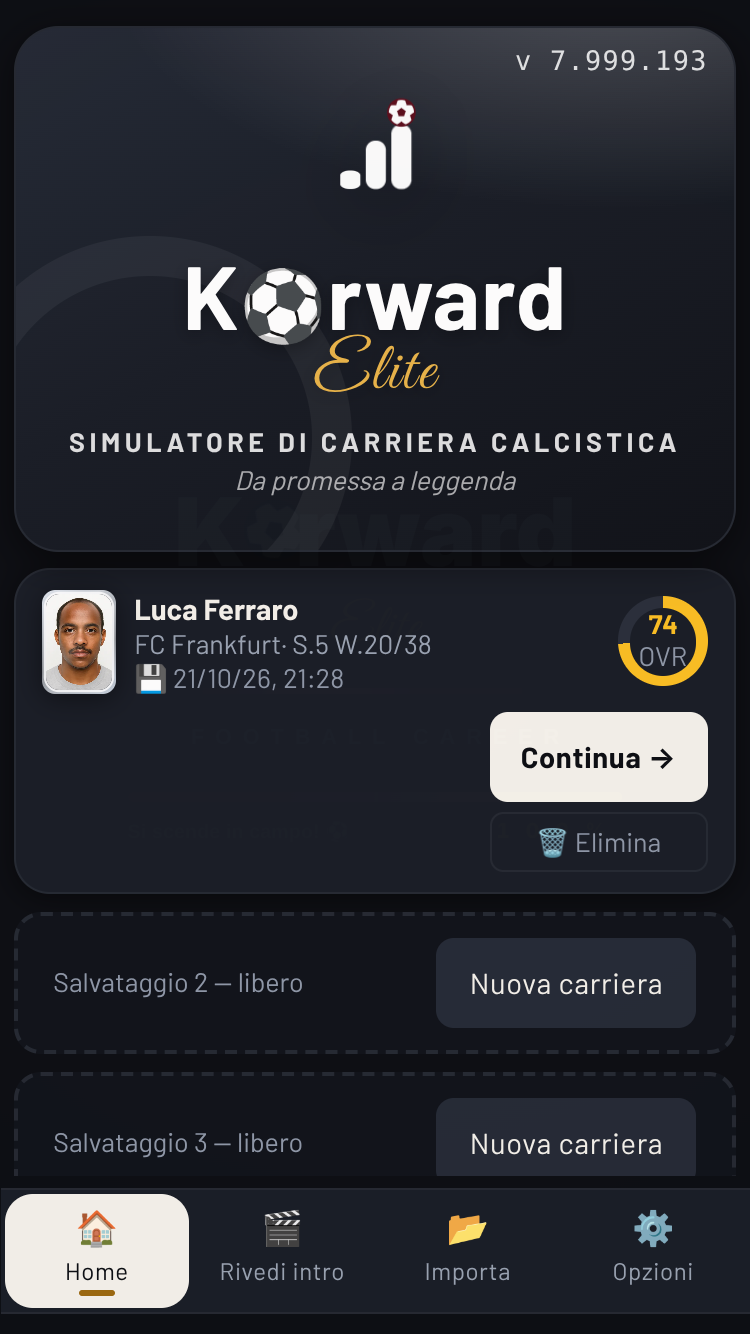 v 7.999.193
K⚽rward
Elite
SIMULATORE DI CARRIERA CALCISTICA
Da promessa a leggenda
Luca Ferraro
FC Frankfurt· S.5 W.20/38
💾 21/10/26, 21:28
74
OVR
Continua →
🗑️ Elimina
Salvataggio 2 — libero
Nuova carriera
Salvataggio 3 — libero
Nuova carriera
Home
Rivedi intro
Importa
Opzioni